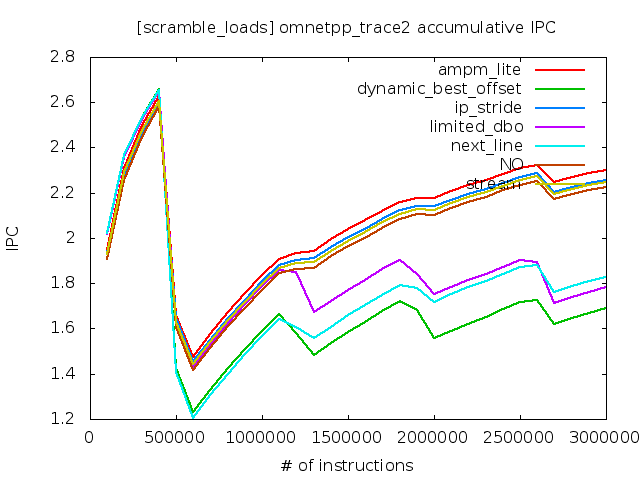 [scramble_loads] omnetpp_trace2 accumulative IPC
2.8
2.6
2.4
2.2
2
1.8
1.6
1.4
1.2
IPC
ampm_lite
dynamic_best_offset
ip_stride
limited_dbo
next_line
NO
stream
0 500000 1000000 1500000 2000000 2500000 3000000
# of instructions